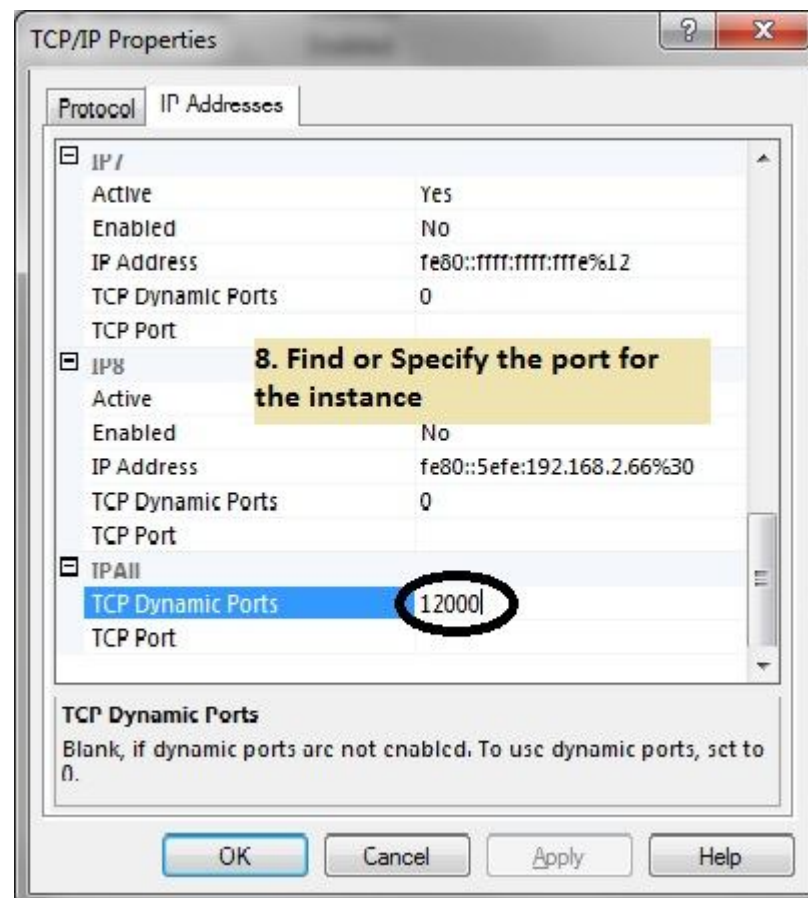 TCP/IP Properties
Protocol IP Addresses
IP7
Active Yes
Enabled No
IP Address fe80::ffff:ffff:fffe%12
TCP Dynamic Ports 0
TCP Port
IP8
8. Find or Specify the port for
Active
the instance
Enabled No
IP Address fe80::5efe:192.168.2.66%30
TCP Dynamic Ports 0
TCP Port
IPAll
TCP Dynamic Ports 12000
TCP Port
TCP Dynamic Ports
Blank, if dynamic ports are not enabled. To use dynamic ports, set to
0.
OK Cancel Apply Help